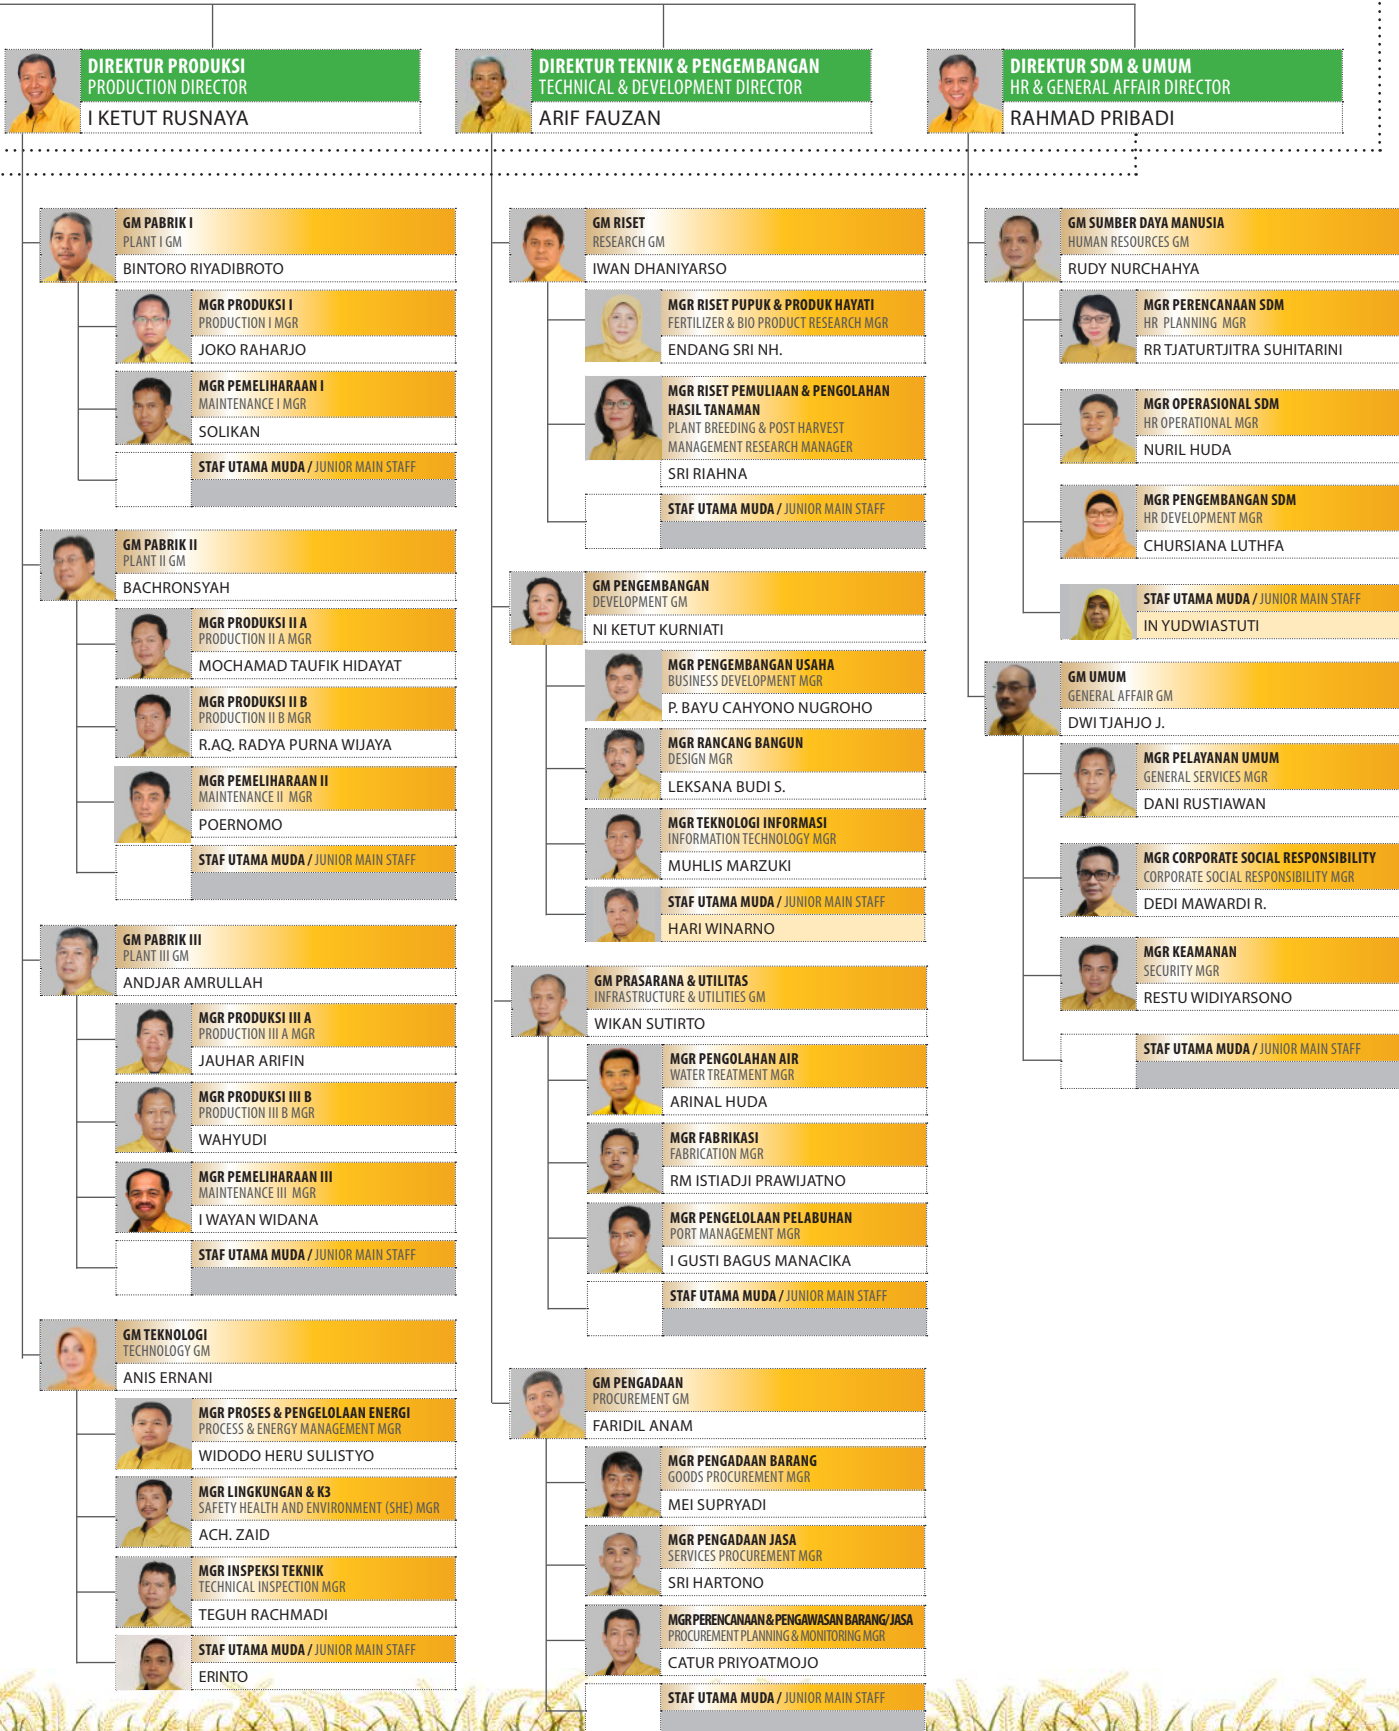 DIREKTUR PRODUKSI
PRODUCTION DIRECTOR
I KETUT RUSNAYA
GM PABRIK I
PLANT I GM
BINTORO RIYADIBROTO
MGR PRODUKSI I
PRODUCTION I MGR
JOKO RAHARJO
MGR PEMELIHARAAN I
MAINTENANCE I MGR
SOLIKAN
STAF UTAMA MUDA / JUNIOR MAIN STAFF
GM PABRIK II
PLANT II GM
BACHRONSYAH
MGR PRODUKSI II A
PRODUCTION II A MGR
MOCHAMAD TAUFIK HIDAYAT
MGR PRODUKSI II B
PRODUCTION II B MGR
R.AQ. RADYA PURNA WIJAYA
MGR PEMELIHARAAN II
MAINTENANCE II MGR
POERNOMO
STAF UTAMA MUDA / JUNIOR MAIN STAFF
GM PABRIK III
PLANT III GM
ANDJAR AMRULLAH
MGR PRODUKSI III A
PRODUCTION III A MGR
JAUHAR ARIFIN
MGR PRODUKSI III B
PRODUCTION III B MGR
WAHYUDI
MGR PEMELIHARAAN III
MAINTENANCE III MGR
I WAYAN WIDANA
STAF UTAMA MUDA / JUNIOR MAIN STAFF
GM TEKNOLOGI
TECHNOLOGY GM
ANIS ERNANI
MGR PROSES & PENGELOLAAN ENERGI
PROCESS & ENERGY MANAGEMENT MGR
WIDODO HERU SULISTYO
MGR LINGKUNGAN & K3
SAFETY HEALTH AND ENVIRONMENT (SHE) MGR
ACH. ZAID
MGR INSPEKSI TEKNIK
TECHNICAL INSPECTION MGR
TEGUH RACHMADI
STAF UTAMA MUDA / JUNIOR MAIN STAFF
ERINTO
DIREKTUR TEKNIK & PENGEMBANGAN
TECHNICAL & DEVELOPMENT DIRECTOR
ARIF FAUZAN
GM RISET
RESEARCH GM
IWAN DHANIYARSO
MGR RISET PUPUK & PRODUK HAYATI
FERTILIZER & BIO PRODUCT RESEARCH MGR
ENDANG SRI NH.
MGR RISET PEMULIAAN & PENGOLAHAN
HASIL TANAMAN
PLANT BREEDING & POST HARVEST
MANAGEMENT RESEARCH MANAGER
SRI RIAHNA
STAF UTAMA MUDA / JUNIOR MAIN STAFF
GM PENGEMBANGAN
DEVELOPMENT GM
NI KETUT KURNIATI
MGR PENGEMBANGAN USAHA
BUSINESS DEVELOPMENT MGR
P. BAYU CAHYONO NUGROHO
MGR RANCANG BANGUN
DESIGN MGR
LEKSANA BUDI S.
MGR TEKNOLOGI INFORMASI
INFORMATION TECHNOLOGY MGR
MUHLIS MARZUKI
STAF UTAMA MUDA / JUNIOR MAIN STAFF
HARI WINARNO
GM PRASARANA & UTILITAS
INFRASTRUCTURE & UTILITIES GM
WIKAN SUTIRTO
MGR PENGOLAHAN AIR
WATER TREATMENT MGR
ARINAL HUDA
MGR FABRIKASI
FABRICATION MGR
RM ISTIADJI PRAWIJATNO
MGR PENGELOLAAN PELABUHAN
PORT MANAGEMENT MGR
I GUSTI BAGUS MANACIKA
STAF UTAMA MUDA / JUNIOR MAIN STAFF
GM PENGADAAN
PROCUREMENT GM
FARIDIL ANAM
MGR PENGADAAN BARANG
GOODS PROCUREMENT MGR
MEI SUPRYADI
MGR PENGADAAN JASA
SERVICES PROCUREMENT MGR
SRI HARTONO
MGR PERENCANAAN & PENGAWASAN BARANG/JASA
PROCUREMENT PLANNING & MONITORING MGR
CATUR PRIYOATMOJO
STAF UTAMA MUDA / JUNIOR MAIN STAFF
DIREKTUR SDM & UMUM
HR & GENERAL AFFAIR DIRECTOR
RAHMAD PRIBADI
GM SUMBER DAYA MANUSIA
HUMAN RESOURCES GM
RUDY NURCHAHYA
MGR PERENCANAAN SDM
HR PLANNING MGR
RR TJATURTJITRA SUHITARINI
MGR OPERASIONAL SDM
HR OPERATIONAL MGR
NURIL HUDA
MGR PENGEMBANGAN SDM
HR DEVELOPMENT MGR
CHURSIANA LUTHFA
STAF UTAMA MUDA / JUNIOR MAIN STAFF
IN YUDWIASTUTI
GM UMUM
GENERAL AFFAIR GM
DWI TJAHJO J.
MGR PELAYANAN UMUM
GENERAL SERVICES MGR
DANI RUSTIAWAN
MGR CORPORATE SOCIAL RESPONSIBILITY
CORPORATE SOCIAL RESPONSIBILITY MGR
DEDI MAWARDI R.
MGR KEAMANAN
SECURITY MGR
RESTU WIDIYARSONO
STAF UTAMA MUDA / JUNIOR MAIN STAFF